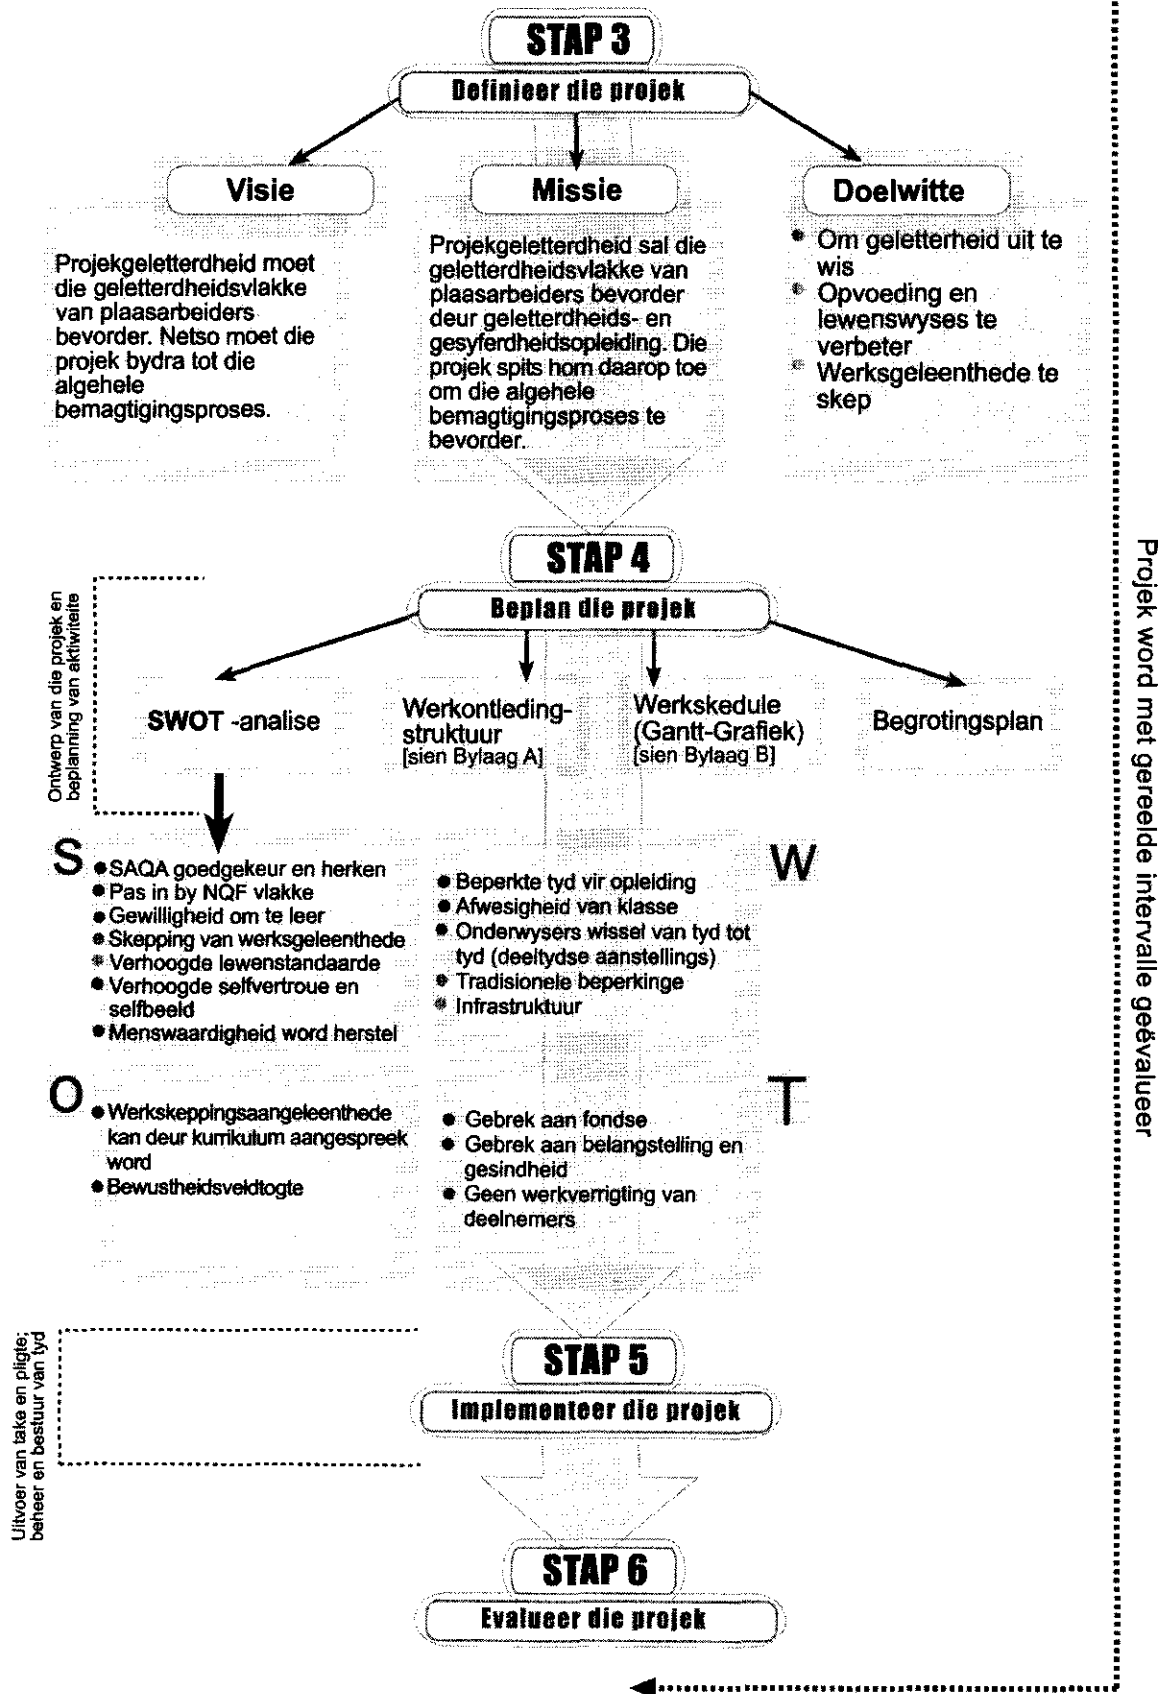 STAP 3
Definieer die projek
Visie
Projekgeletterdheid moet
die geletterdheidsvlakke
van plaasarbeiders
bevorder. Netso moet die
projek bydra tot die
algehele
bemagtigingsproses.
Missie
Projekgeletterdheid sal die
geletterdheidsvlakke van
plaasarbeiders bevorder
deur geletterdheids- en
gesyferdheidsopleiding. Die
projek spits hom daarop toe
om die algehele
bemagtigingsproses te
bevorder.
Doelwitte
● Om geletterheid uit te
wis
● Opvoeding en
lewenswyses te
verbeter
● Werksgeleenthede te
skep
STAP 4
Beplan die projek
Ontwerp van die projek en
beplanning van aktiwiteite
SWOT -analise
Werkontleding-
struktuur
[sien Bylaag A]
Werkskedule
(Gantt-Grafiek)
[sien Bylaag B]
Begrotingsplan
S
● SAQA goedgekeur en herken
● Pas in by NQF vlakke
● Gewilligheid om te leer
● Skepping van werksgeleenthede
● Verhoogde lewenstandaarde
● Verhoogde selfvertroue en
selfbeeld
● Menswaardigheid word herstel
W
● Beperkte tyd vir opleiding
● Afwesigheid van klasse
● Onderwysers wissel van tyd tot
tyd (deeltydse aanstellings)
● Tradisionele beperkinge
● Infrastruktuur
O
● Werkskeppingsaangeleenthede
kan deur kurrikulum aangespreek
word
● Bewustheidsveldtogte
T
● Gebrek aan fondse
● Gebrek aan belangstelling en
gesindheid
● Geen werkverrigting van
deelnemers
STAP 5
Implementeer die projek
Uitvoer van take en pligte;
beheer en bestuur van tyd
STAP 6
Evalueer die projek
Projek word met gereelde intervalle geëvalueer